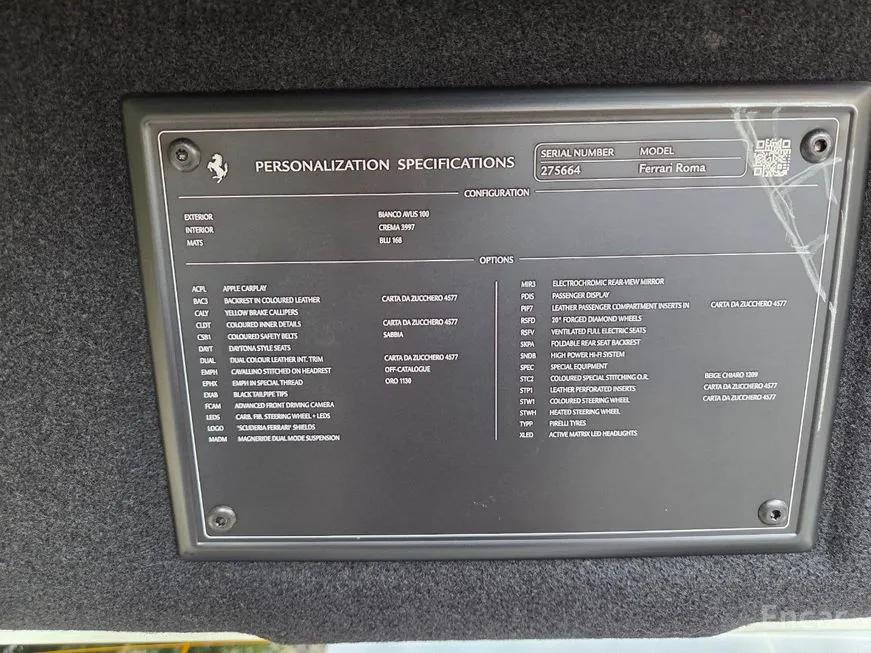 PERSONALIZATION SPECIFICATIONS
SERIAL NUMBER MODEL
275664 Ferrari Roma
CONFIGURATION
EXTERIOR BIANCO AVUS 100
INTERIOR CREMA 3997
MATS BLU 168
OPTIONS
ACPL APPLE CARPLAY
BAC3 BACKREST IN COLOURED LEATHER CARTA DA ZUCCHERO 4577
CALY YELLOW BRAKE CALLIPERS
CLDT COLOURED INNER DETAILS CARTA DA ZUCCHERO 4577
CSB1 COLOURED SAFETY BELTS SABBIA
DAYT DAYTONA STYLE SEATS
DUAL DUAL COLOUR LEATHER INT. TRIM CARTA DA ZUCCHERO 4577
EMPH CAVALLINO STITCHED ON HEADREST OFF-CATALOGUE
EPHX EMPH IN SPECIAL THREAD ORO 1130
EXAB BLACK TAILPIPE TIPS
FCAM ADVANCED FRONT DRIVING CAMERA
LEDS CARB. FIB. STEERING WHEEL + LEDS
LOGO "SCUDERIA FERRARI" SHIELDS
MADM MAGNERIDE DUAL MODE SUSPENSION
MIR3 ELECTROCHROMIC REAR-VIEW MIRROR
PDIS PASSENGER DISPLAY
PIP7 LEATHER PASSENGER COMPARTMENT INSERTS IN CARTA DA ZUCCHERO 4577
RSFD 20" FORGED DIAMOND WHEELS
RSFV VENTILATED FULL ELECTRIC SEATS
SKPA FOLDABLE REAR SEAT BACKREST
SNDB HIGH POWER HI-FI SYSTEM
SPEC SPECIAL EQUIPMENT
STC2 COLOURED SPECIAL STITCHING O.R. BEIGE CHIARO 1209
STP1 LEATHER PERFORATED INSERTS CARTA DA ZUCCHERO 4577
STW1 COLOURED STEERING WHEEL CARTA DA ZUCCHERO 4577
STWH HEATED STEERING WHEEL
TYPP PIRELLI TYRES
XLED ACTIVE MATRIX LED HEADLIGHTS
Encar